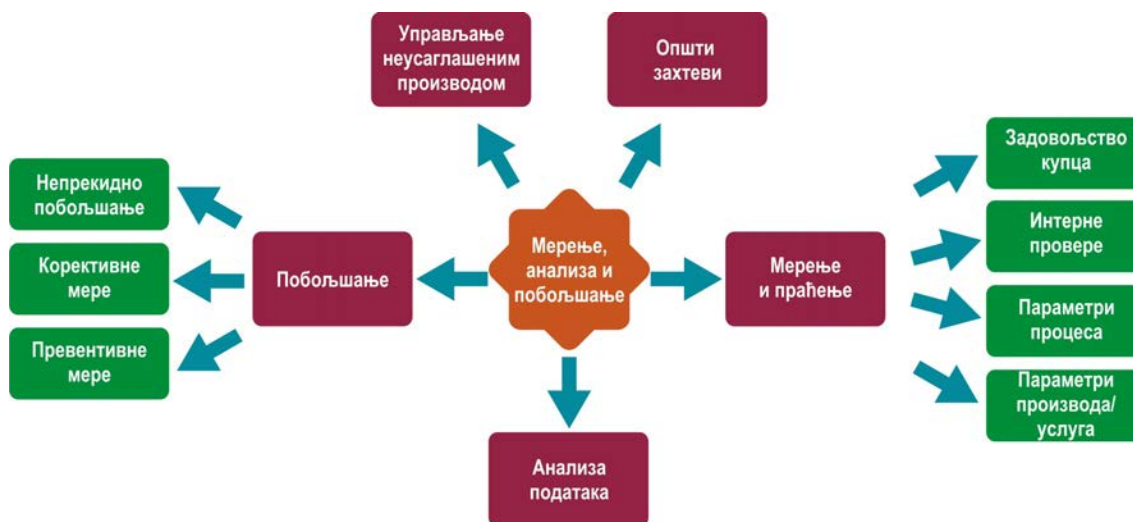 Управљање
неусаглашеним
производом
Општи
захтеви
Задовољство
купца
Непрекидно
побољшање
Интерне
провере
Мерење,
анализа и
побољшање
Корективне
мере
Побољшање
Мерење
и праћење
Параметри
процеса
Превентивне
мере
Параметри
производа/
услуга
Анализа
података